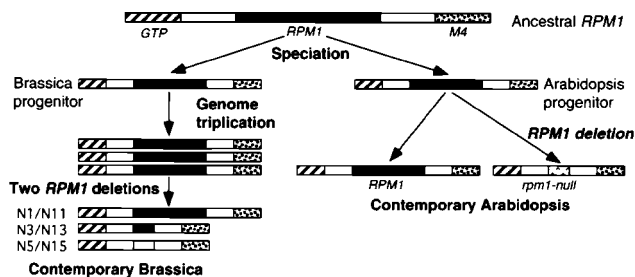 Ancestral RPM1
GTP
RPM1
M4
Speciation
Brassica
progenitor
Arabidopsis
progenitor
Genome
triplication
RPM1 deletion
Two RPM1 deletions
RPM1
rpm1-null
Contemporary Arabidopsis
N1/N11
N3/N13
N5/N15
Contemporary Brassica